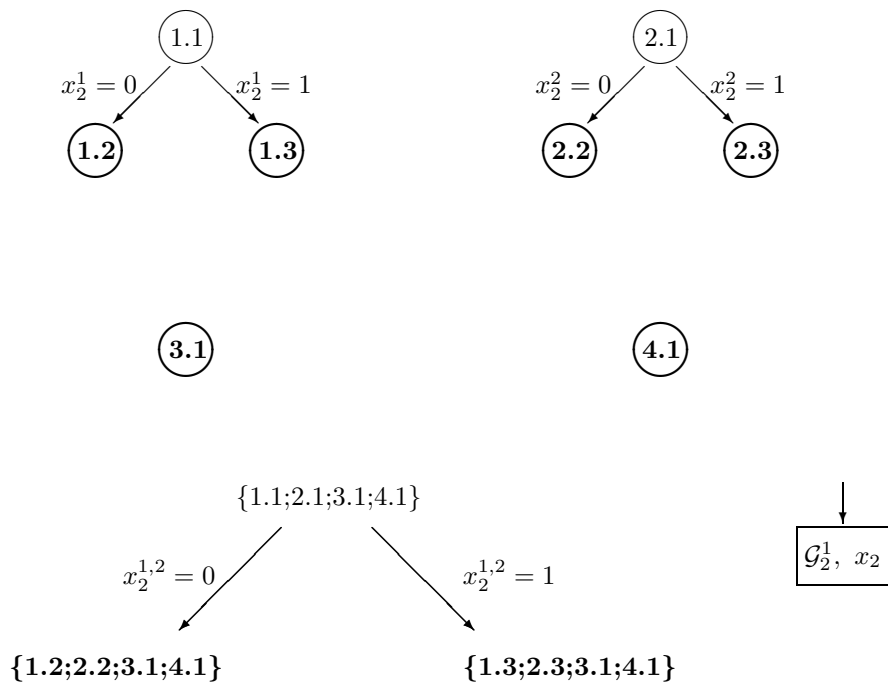 1.1 2.1
x_2^1 = 0 x_2^1 = 1 x_2^2 = 0 x_2^2 = 1
1.2 1.3 2.2 2.3
3.1 4.1
{1.1;2.1;3.1;4.1}
x_2^{1,2} = 0 x_2^{1,2} = 1 𝒢_2^1, x_2
{1.2;2.2;3.1;4.1} {1.3;2.3;3.1;4.1}